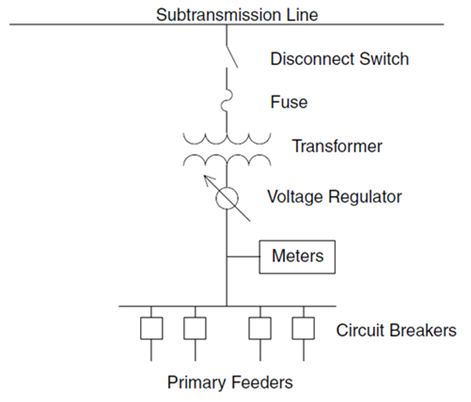 Subtransmission Line
Disconnect Switch
Fuse
Transformer
Voltage Regulator
Meters
Circuit Breakers
Primary Feeders